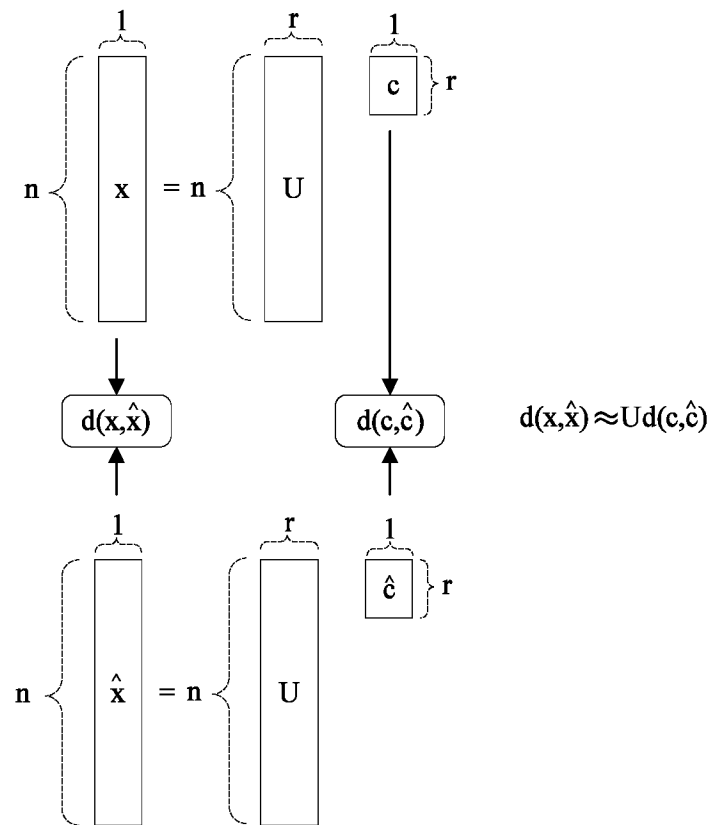 1 r 1
c r
n x = n U
d(x,x̂) d(c,ĉ) d(x,x̂)≈Ud(c,ĉ)
1 r 1
ĉ r
n x̂ = n U